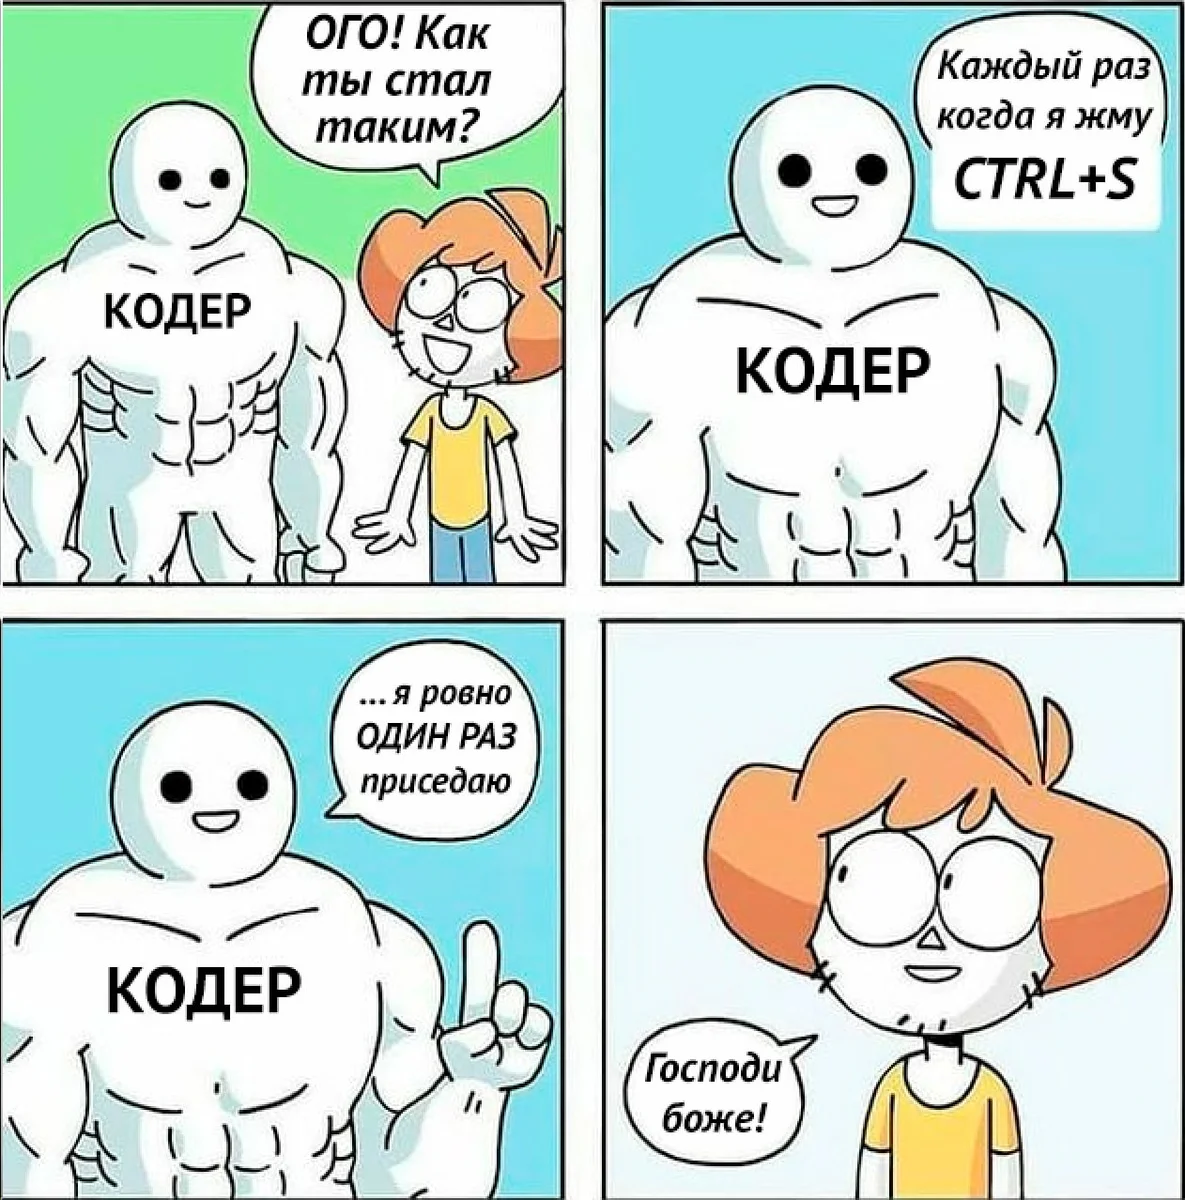 ОГО! Как
ты стал
таким?
КОДЕР
Каждый раз
когда я жму
CTRL+S
КОДЕР
...я ровно
ОДИН РАЗ
приседаю
КОДЕР
Господи
боже!